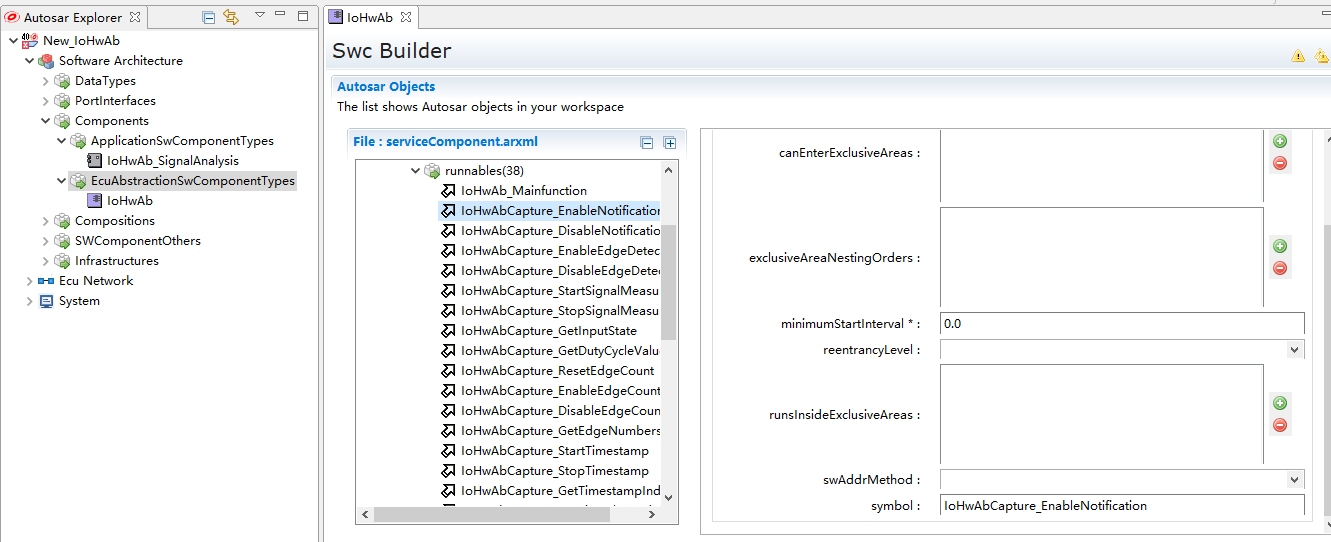 Autosar Explorer
New_IoHwAb
Software Architecture
DataTypes
PortInterfaces
Components
ApplicationSwComponentTypes
IoHwAb_SignalAnalysis
EcuAbstractionSwComponentTypes
IoHwAb
Compositions
SWComponentOthers
Infrastructures
Ecu Network
System
IoHwAb
Swc Builder
Autosar Objects
The list shows Autosar objects in your workspace
File : serviceComponent.arxml
runnables(38)
IoHwAb_Mainfunction
IoHwAbCapture_EnableNotification
IoHwAbCapture_DisableNotificatio
IoHwAbCapture_EnableEdgeDetec
IoHwAbCapture_DisableEdgeDete
IoHwAbCapture_StartSignalMeasu
IoHwAbCapture_StopSignalMeasu
IoHwAbCapture_GetInputState
IoHwAbCapture_GetDutyCycleValu
IoHwAbCapture_ResetEdgeCount
IoHwAbCapture_EnableEdgeCount
IoHwAbCapture_DisableEdgeCoun
IoHwAbCapture_GetEdgeNumbers
IoHwAbCapture_StartTimestamp
IoHwAbCapture_StopTimestamp
IoHwAbCapture_GetTimestampInd
canEnterExclusiveAreas :
exclusiveAreaNestingOrders :
minimumStartInterval * : 0.0
reentrancyLevel :
runsInsideExclusiveAreas :
swAddrMethod :
symbol : IoHwAbCapture_EnableNotification